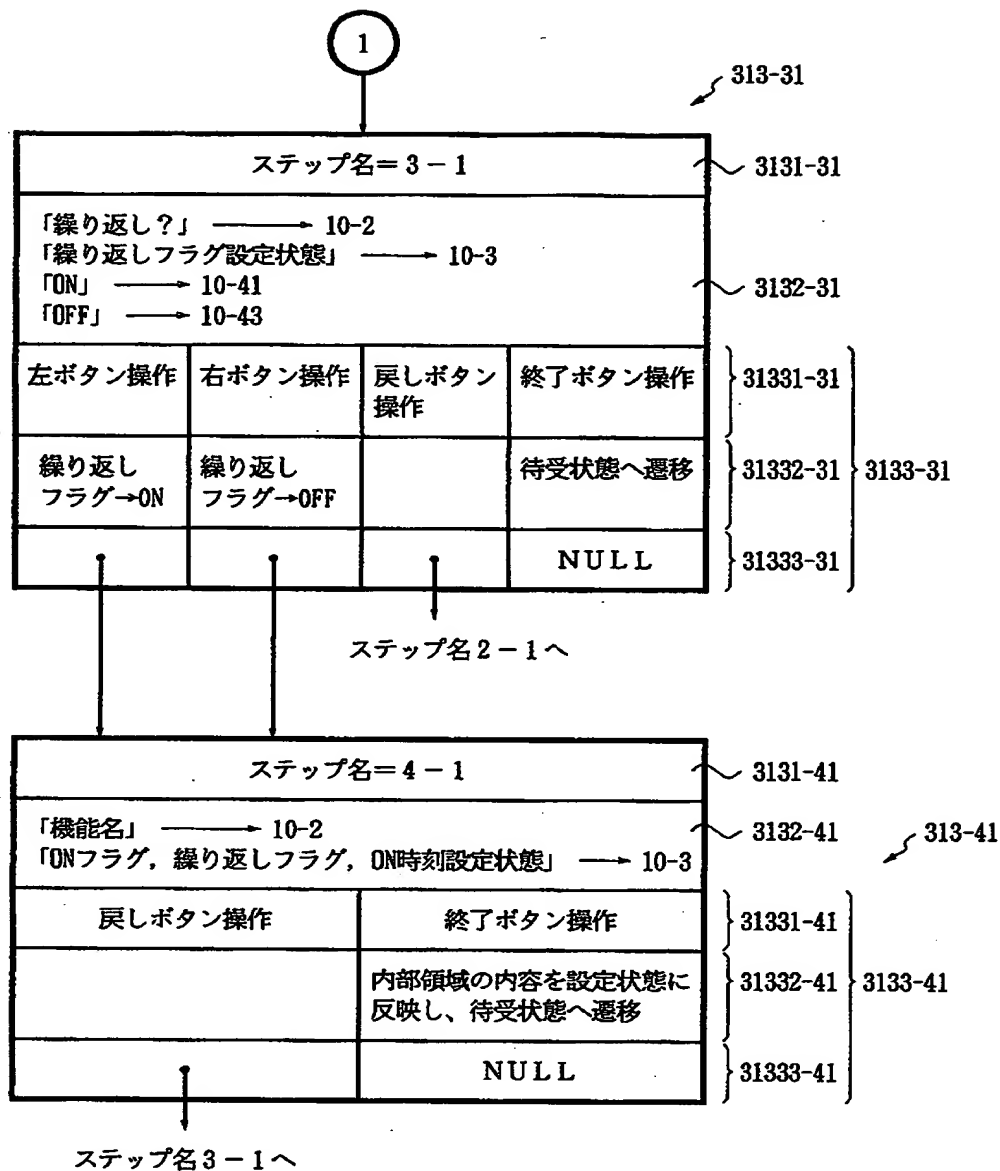 1
313-31
ステップ名＝3－1
3131-31
「繰り返し？」 → 10-2
「繰り返しフラグ設定状態」 → 10-3
「ON」 → 10-41
「OFF」 → 10-43
3132-31
左ボタン操作
右ボタン操作
戻しボタン
操作
終了ボタン操作
31331-31
繰り返し
フラグ→ON
繰り返し
フラグ→OFF
待受状態へ遷移
31332-31
3133-31
NULL
31333-31
ステップ名2－1へ
ステップ名＝4－1
3131-41
「機能名」 → 10-2
「ONフラグ，繰り返しフラグ，ON時刻設定状態」 → 10-3
3132-41
313-41
戻しボタン操作
終了ボタン操作
31331-41
内部領域の内容を設定状態に
反映し、待受状態へ遷移
31332-41
3133-41
NULL
31333-41
ステップ名3－1へ